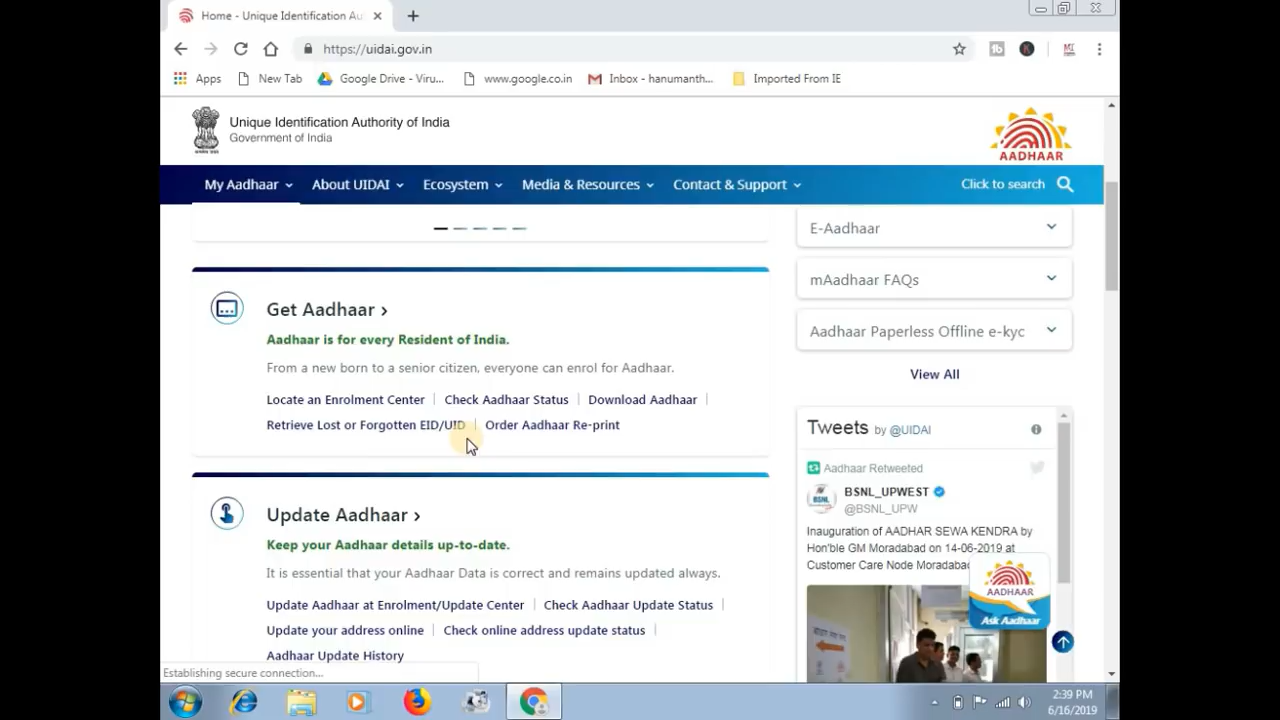 Home - Unique Identification Au
https://uidai.gov.in
Apps
New Tab
Google Drive - Viru...
www.google.co.in
Inbox - hanumanth...
Imported From IE
Unique Identification Authority of India
Government of India
AADHAAR
My Aadhaar
About UIDAI
Ecosystem
Media & Resources
Contact & Support
Click to search
Get Aadhaar ›
Aadhaar is for every Resident of India.
From a new born to a senior citizen, everyone can enrol for Aadhaar.
Locate an Enrolment Center | Check Aadhaar Status | Download Aadhaar |
Retrieve Lost or Forgotten EID/UID | Order Aadhaar Re-print
Update Aadhaar ›
Keep your Aadhaar details up-to-date.
It is essential that your Aadhaar Data is correct and remains updated always.
Update Aadhaar at Enrolment/Update Center | Check Aadhaar Update Status |
Update your address online | Check online address update status |
Aadhaar Update History
E-Aadhaar
mAadhaar FAQs
Aadhaar Paperless Offline e-kyc
View All
Tweets by @UIDAI
Aadhaar Retweeted
BSNL_UPWEST
@BSNL_UPW
BSNL
Inauguration of AADHAR SEWA KENDRA by
Hon'ble GM Moradabad on 14-06-2019 at
Customer Care Node Moradabad
AADHAAR
Ask Aadhaar
Establishing secure connection...
2:39 PM
6/16/2019